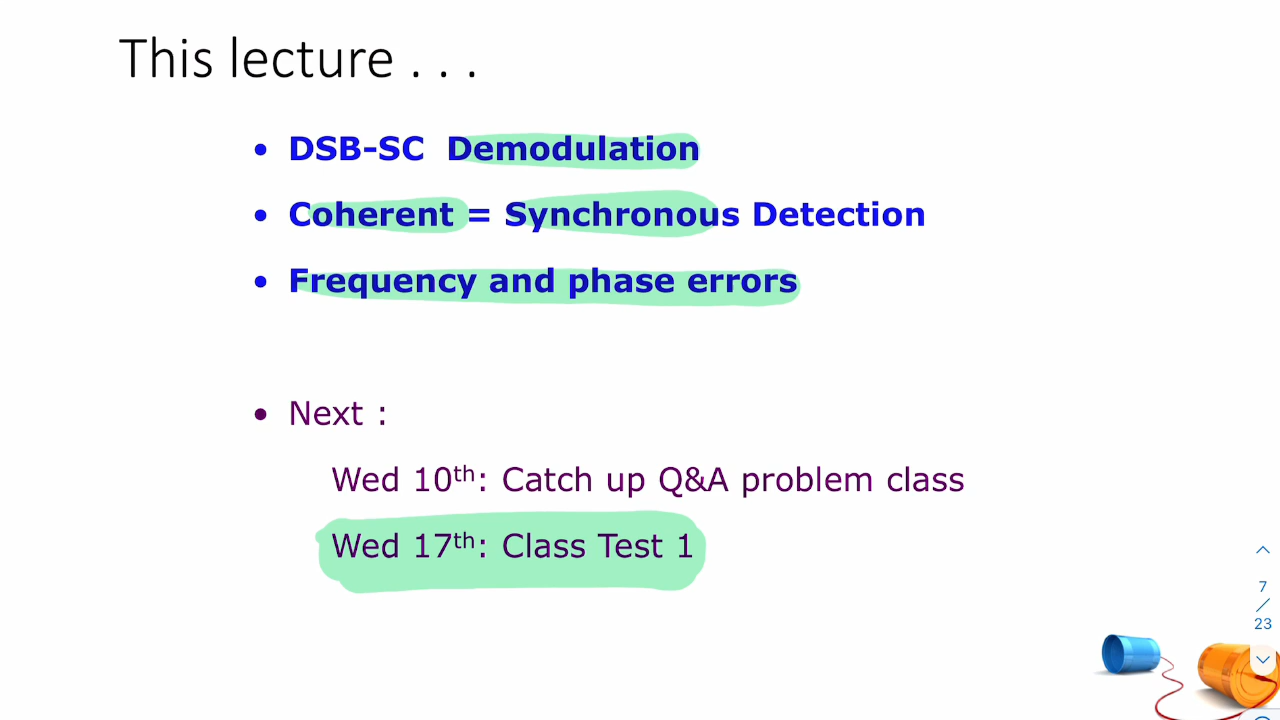 This lecture . . .
• DSB-SC Demodulation
• Coherent = Synchronous Detection
• Frequency and phase errors
• Next :
Wed 10th: Catch up Q&A problem class
Wed 17th: Class Test 1
7
/
23